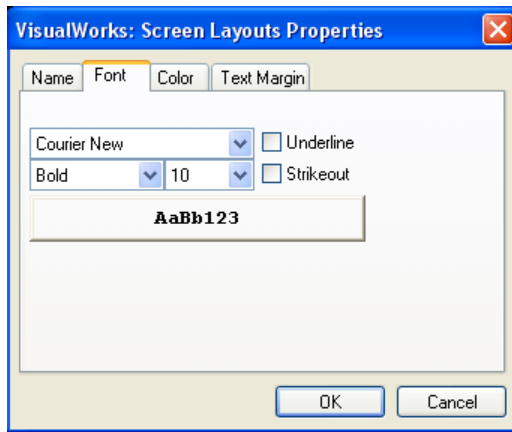 VisualWorks: Screen Layouts Properties
Name Font Color Text Margin
Courier New Underline
Bold 10 Strikeout
AaBb123
OK Cancel